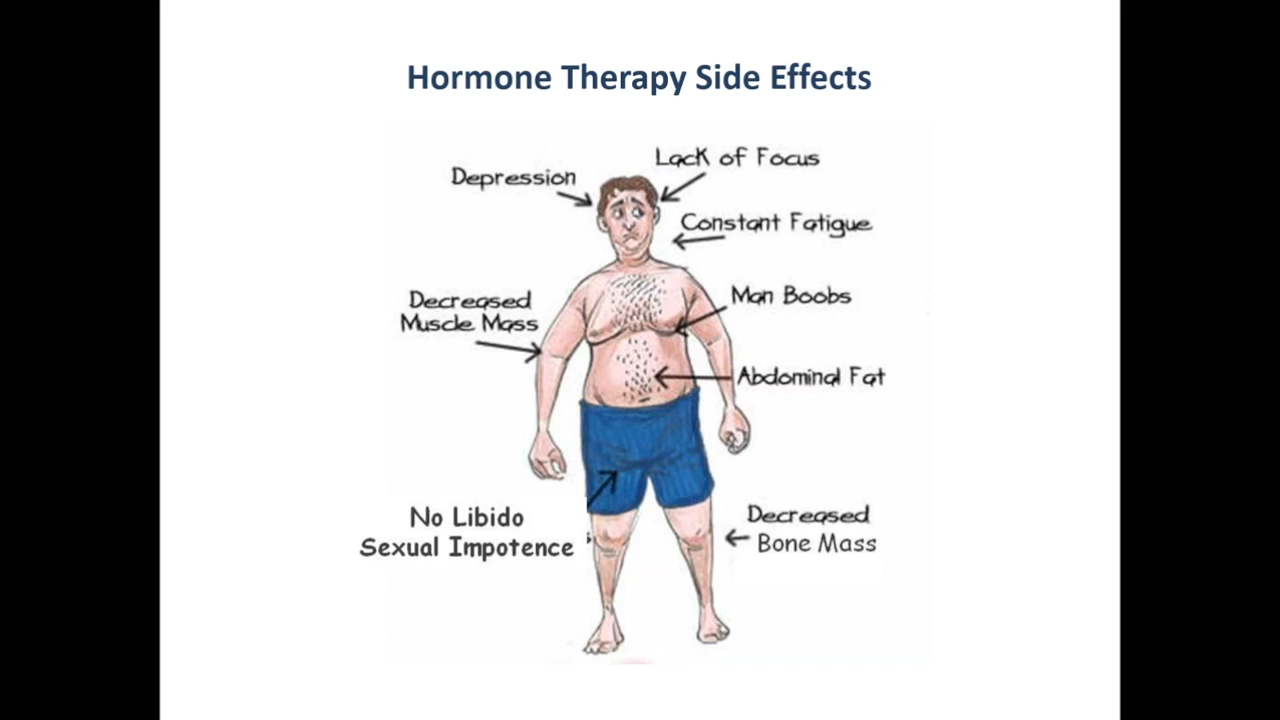 Hormone Therapy Side Effects
Lack of Focus
Depression
Constant Fatigue
Man Boobs
Decreased
Muscle Mass
Abdominal Fat
No Libido
Sexual Impotence
Decreased
Bone Mass